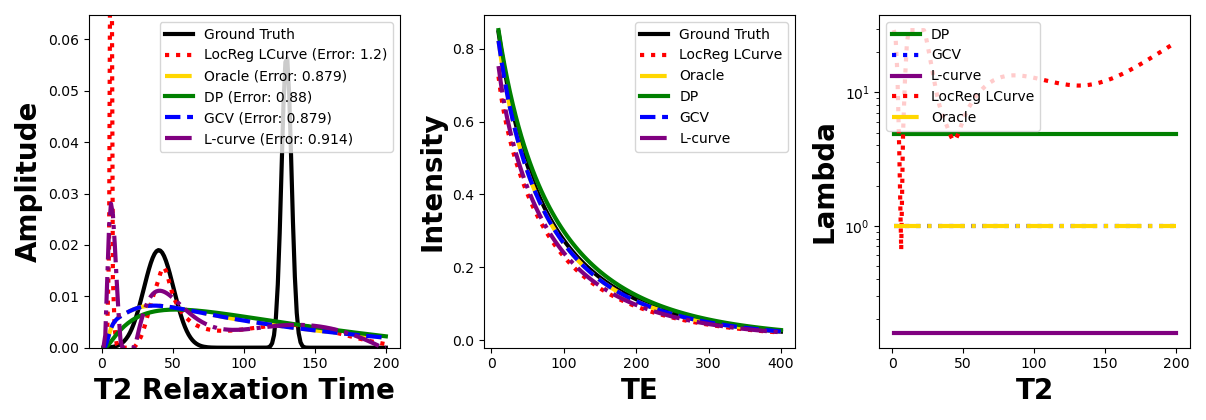 Amplitude
0.06
0.05
0.04
0.03
0.02
0.01
0.00
Ground Truth
LocReg LCurve (Error: 1.2)
Oracle (Error: 0.879)
DP (Error: 0.88)
GCV (Error: 0.879)
L-curve (Error: 0.914)
0 50 100 150 200
T2 Relaxation Time
Intensity
0.8
0.6
0.4
0.2
0.0
Ground Truth
LocReg LCurve
Oracle
DP
GCV
L-curve
0 100 200 300 400
TE
Lambda
10¹
10⁰
DP
GCV
L-curve
LocReg LCurve
Oracle
0 50 100 150 200
T2